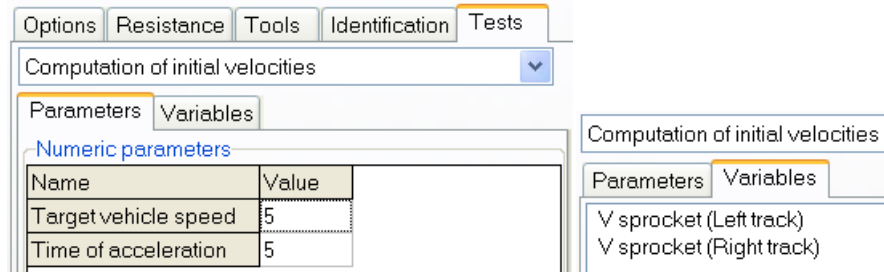 Options Resistance Tools Identification Tests
Computation of initial velocities
Parameters Variables
Numeric parameters
Name Value
Target vehicle speed 5
Time of acceleration 5
Computation of initial velocities
Parameters Variables
V sprocket (Left track)
V sprocket (Right track)